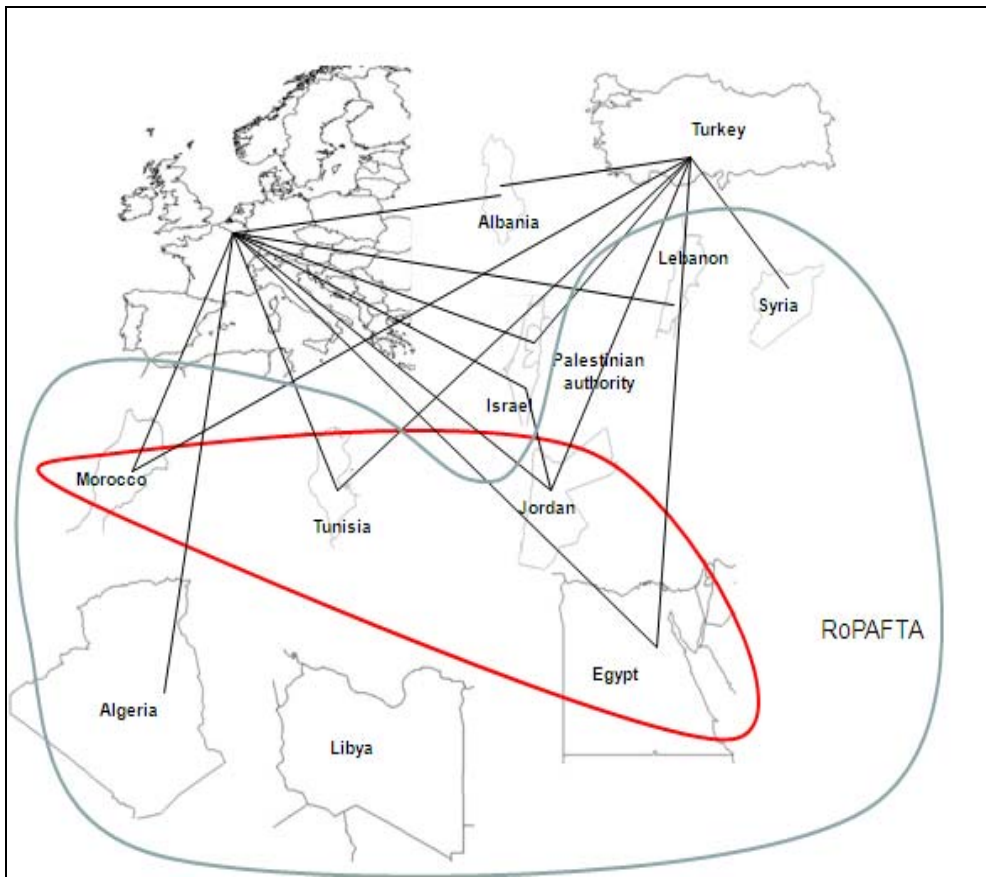 Turkey
Albania
Lebanon
Syria
Palestinian
authority
Israel
Morocco
Jordan
Tunisia
RoPAFTA
Egypt
Algeria
Libya